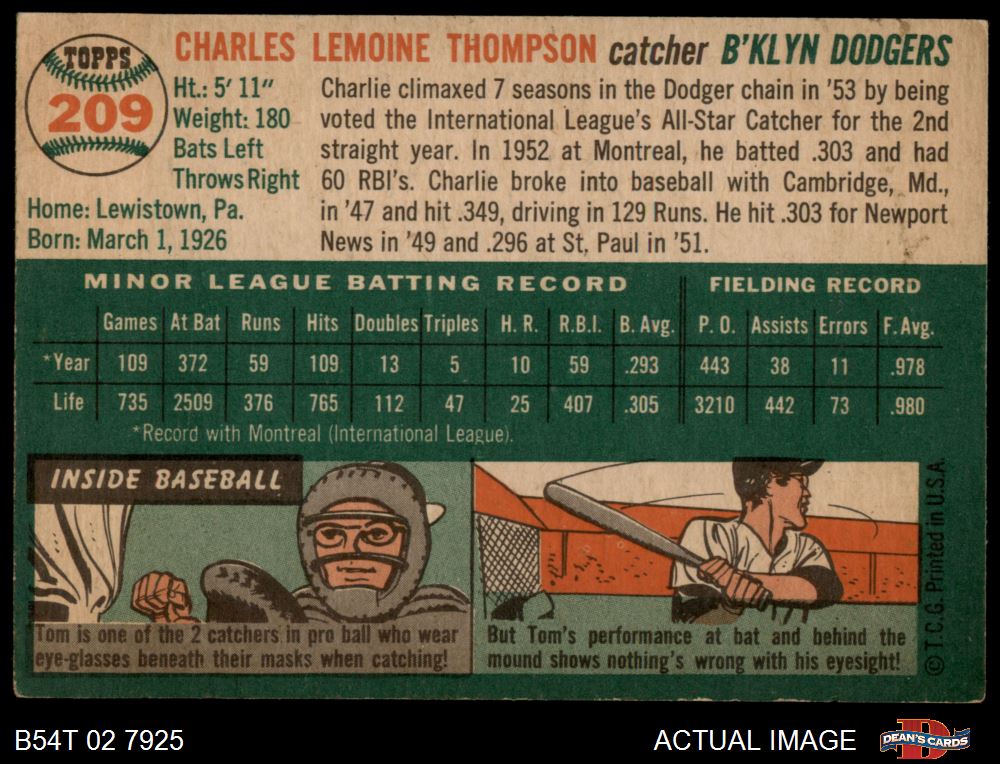 TOPPS
209
CHARLES LEMOINE THOMPSON catcher B'KLYN DODGERS
Ht.: 5' 11"
Weight: 180
Bats Left
Throws Right
Home: Lewistown, Pa.
Born: March 1, 1926
Charlie climaxed 7 seasons in the Dodger chain in '53 by being
voted the International League's All-Star Catcher for the 2nd
straight year. In 1952 at Montreal, he batted .303 and had
60 RBI's. Charlie broke into baseball with Cambridge, Md.,
in '47 and hit .349, driving in 129 Runs. He hit .303 for Newport
News in '49 and .296 at St. Paul in '51.
MINOR LEAGUE BATTING RECORD FIELDING RECORD
Games At Bat Runs Hits Doubles Triples H. R. R.B.I. B. Avg. P. O. Assists Errors F. Avg.
*Year 109 372 59 109 13 5 10 59 .293 443 38 11 .978
Life 735 2509 376 765 112 47 25 407 .305 3210 442 73 .980
*Record with Montreal (International League).
INSIDE BASEBALL
Tom is one of the 2 catchers in pro ball who wear
eye-glasses beneath their masks when catching!
But Tom's performance at bat and behind the
mound shows nothing's wrong with his eyesight!
© T.C.G. Printed in U.S.A.
B54T 02 7925
ACTUAL IMAGE
DEAN'S CARDS